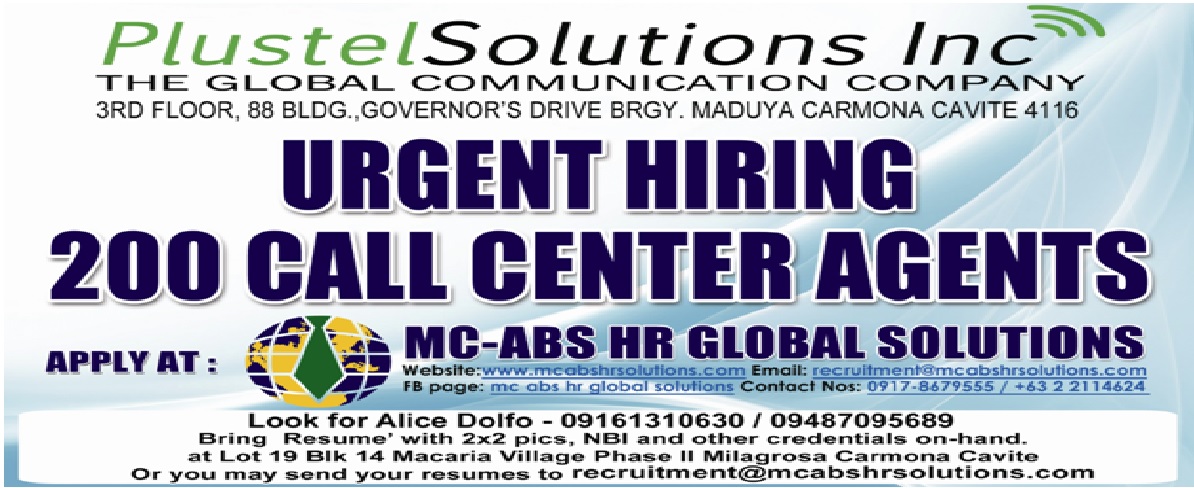 PlustelSolutions Inc
THE GLOBAL COMMUNICATION COMPANY
3RD FLOOR, 88 BLDG.,GOVERNOR'S DRIVE BRGY. MADUYA CARMONA CAVITE 4116
URGENT HIRING
200 CALL CENTER AGENTS
APPLY AT :
MC-ABS HR GLOBAL SOLUTIONS
Website:www.mcabshrsolutions.com Email: recruitment@mcabshrsolutions.com
FB page: mc abs hr global solutions Contact Nos: 0917-8679555 / +63 2 2114624
Look for Alice Dolfo - 09161310630 / 09487095689
Bring Resume' with 2x2 pics, NBI and other credentials on-hand.
at Lot 19 Blk 14 Macaria Village Phase II Milagrosa Carmona Cavite
Or you may send your resumes to recruitment@mcabshrsolutions.com